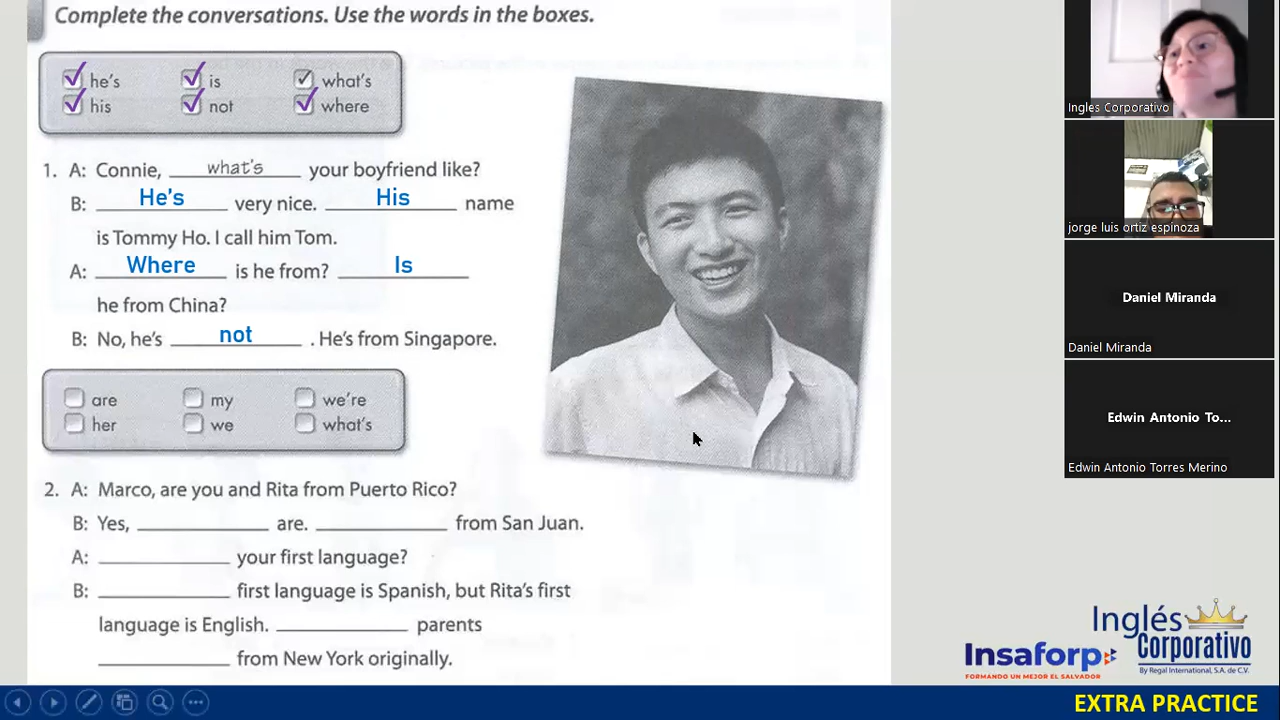 Complete the conversations. Use the words in the boxes.
he's is what's
his not where
1. A: Connie, what's your boyfriend like?
B: He's very nice. His name
is Tommy Ho. I call him Tom.
A: Where is he from? Is
he from China?
B: No, he's not . He's from Singapore.
are my we're
her we what's
2. A: Marco, are you and Rita from Puerto Rico?
B: Yes, ____________ are. ____________ from San Juan.
A: ____________ your first language?
B: ____________ first language is Spanish, but Rita's first
language is English. ____________ parents
____________ from New York originally.
Ingles Corporativo
jorge luis ortiz espinoza
Daniel Miranda
Daniel Miranda
Edwin Antonio To...
Edwin Antonio Torres Merino
Insaforp
FORMANDO UN MEJOR EL SALVADOR
Inglés
Corporativo
By Regal International, S.A. de C.V.
EXTRA PRACTICE